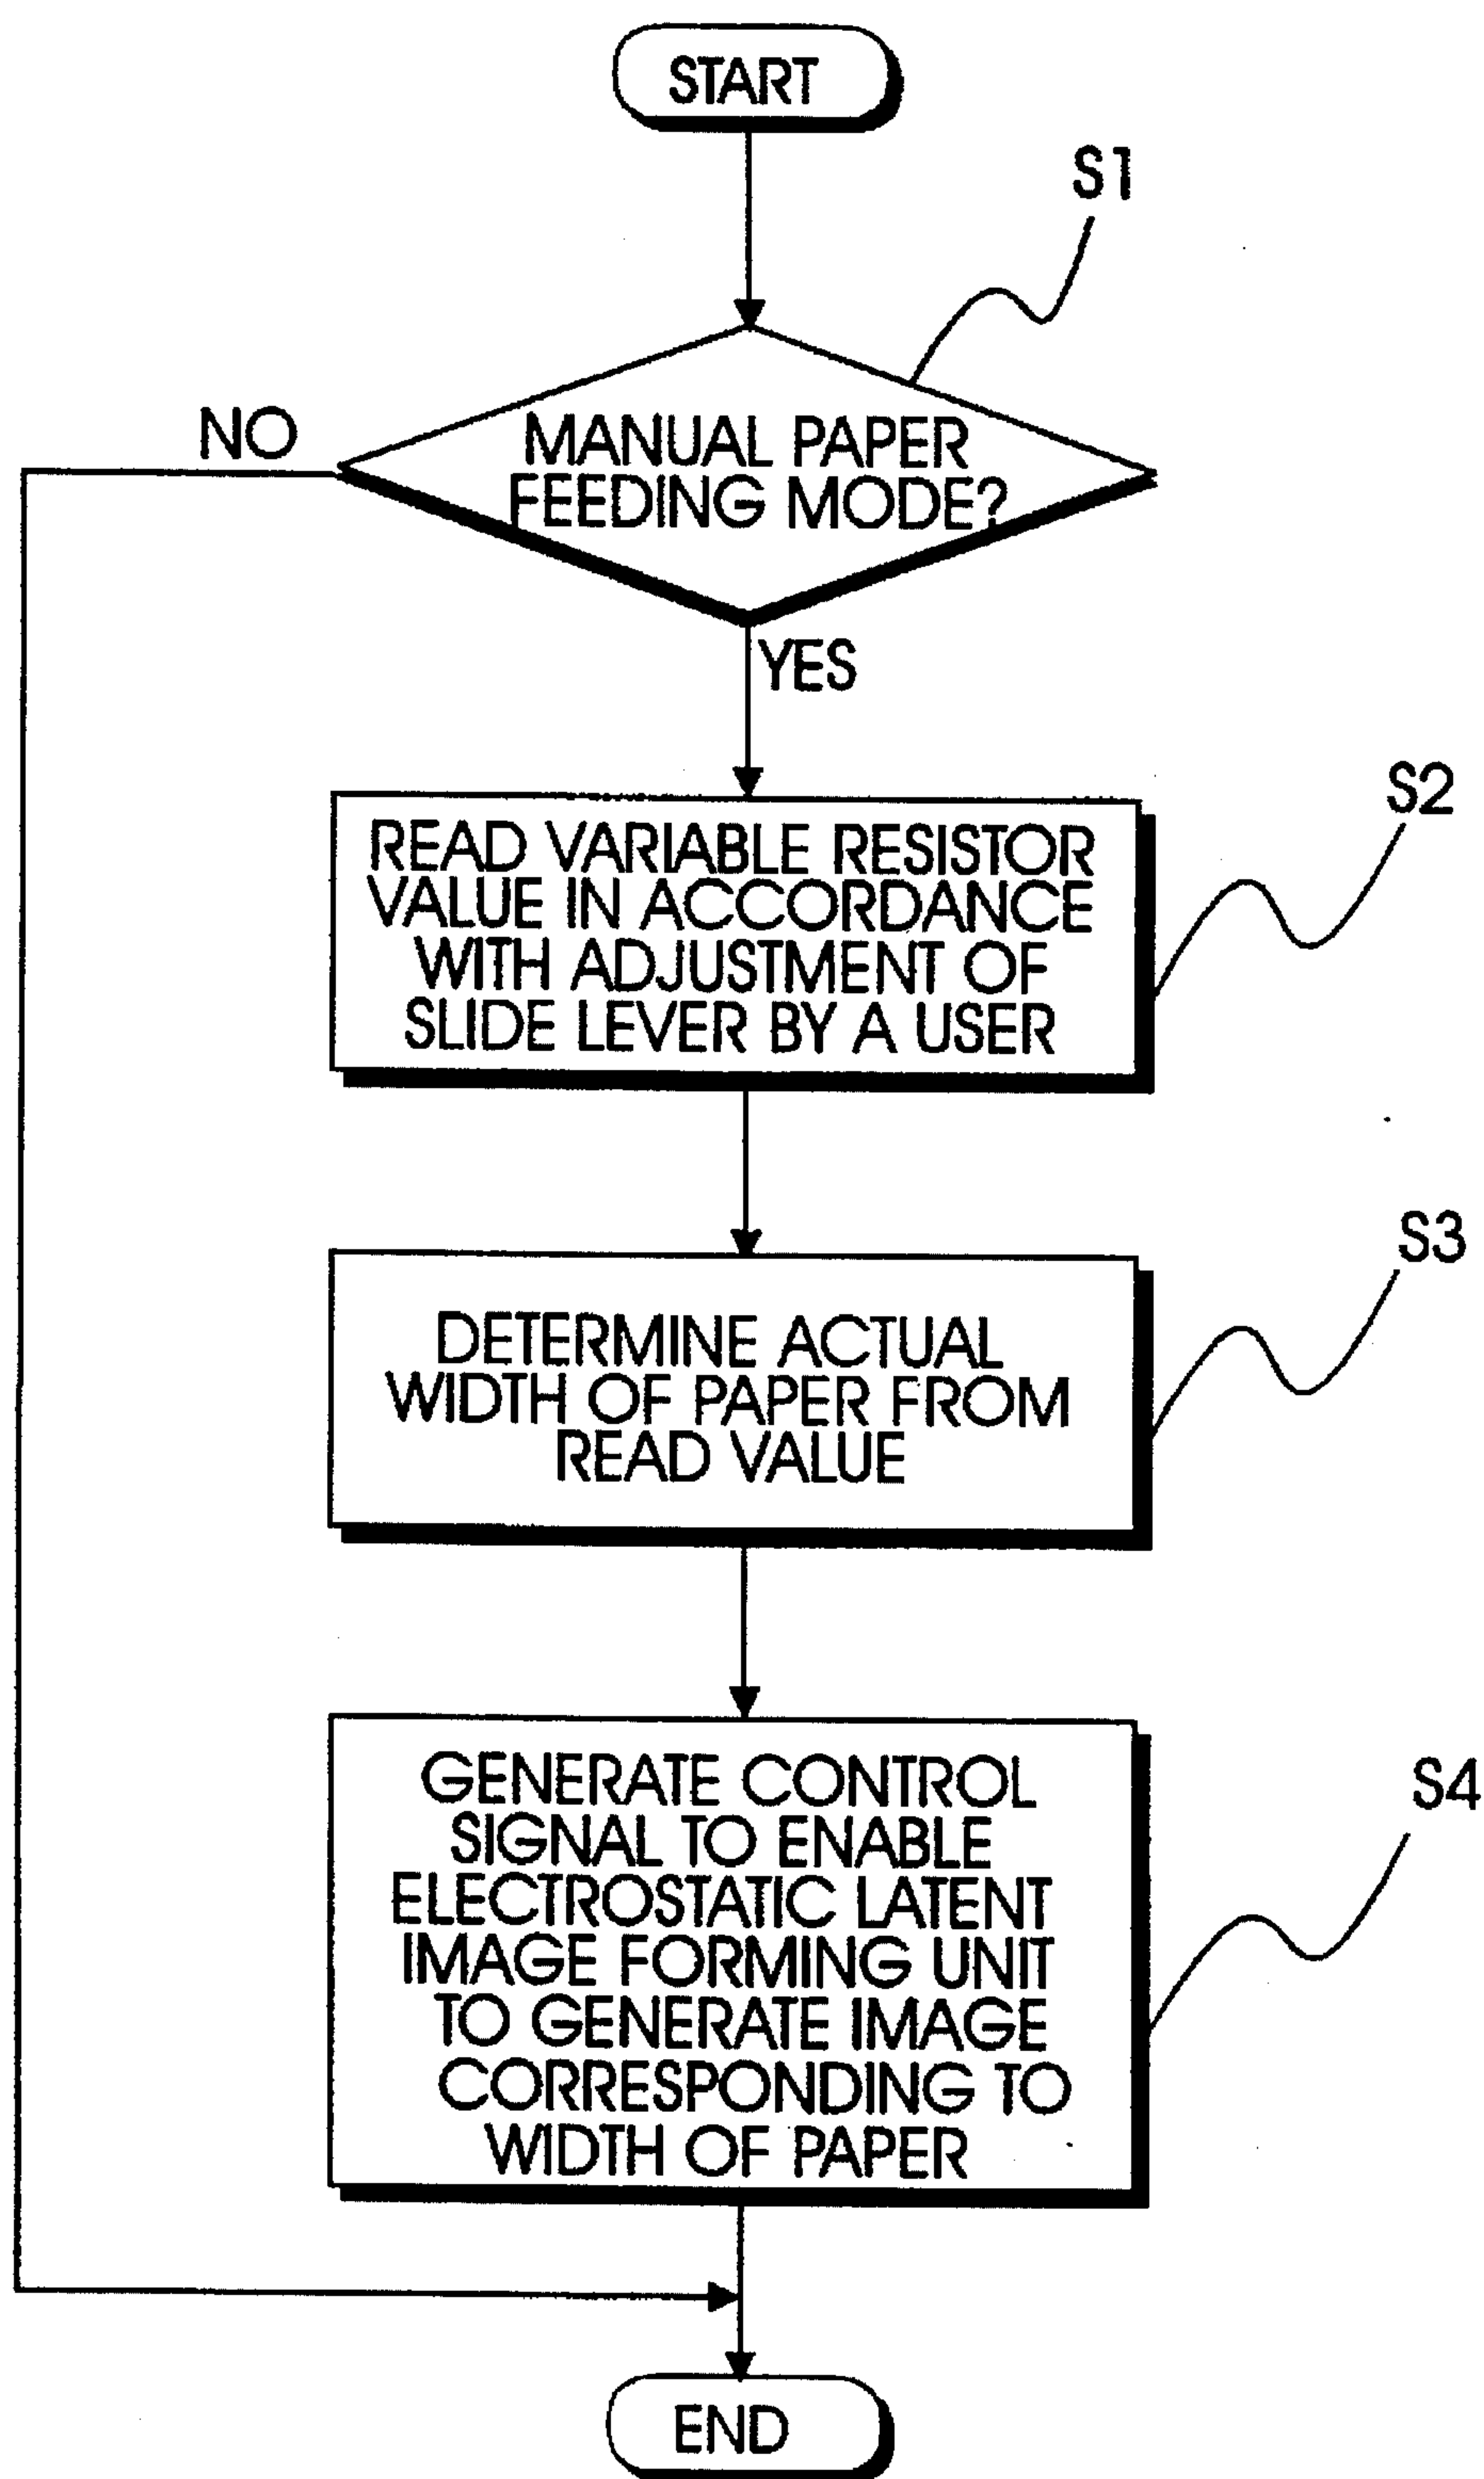 START
S1
NO
MANUAL PAPER
FEEDING MODE?
YES
S2
READ VARIABLE RESISTOR
VALUE IN ACCORDANCE
WITH ADJUSTMENT OF
SLIDE LEVER BY A USER
S3
DETERMINE ACTUAL
WIDTH OF PAPER FROM
READ VALUE
S4
GENERATE CONTROL
SIGNAL TO ENABLE
ELECTROSTATIC LATENT
IMAGE FORMING UNIT
TO GENERATE IMAGE
CORRESPONDING TO
WIDTH OF PAPER
END